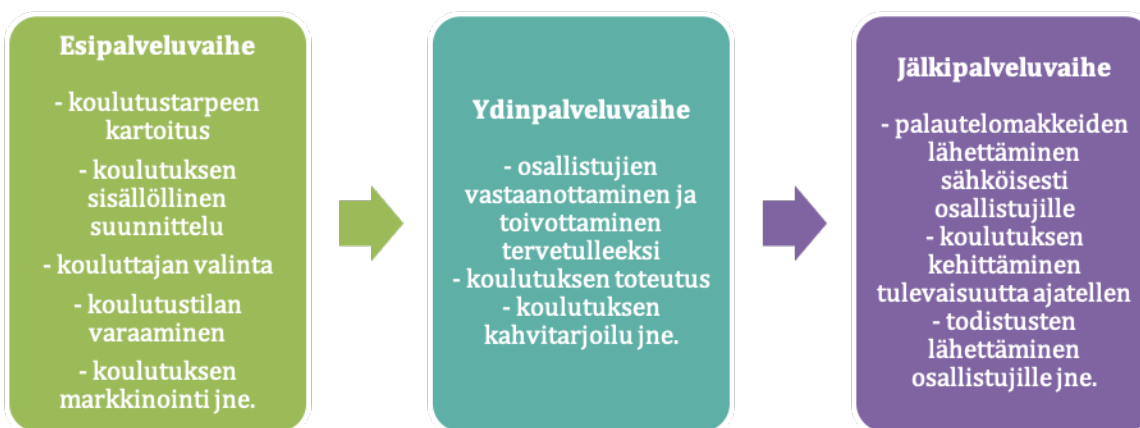 Esipalveluvaihe
- koulutustarpeen
kartoitus
- koulutuksen
sisällöllinen
suunnittelu
- kouluttajan valinta
- koulutustilan
varaaminen
- koulutuksen
markkinointi jne.
Ydinpalveluvaihe
- osallistujien
vastaanottaminen ja
toivottaminen
tervetulleeksi
- koulutuksen toteutus
- koulutuksen
kahvitarjoilu jne.
Jälkipalveluvaihe
- palautelomakkeiden
lähettäminen
sähköisesti
osallistujille
- koulutuksen
kehittäminen
tulevaisuutta ajatellen
- todistusten
lähettäminen
osallistujille jne.